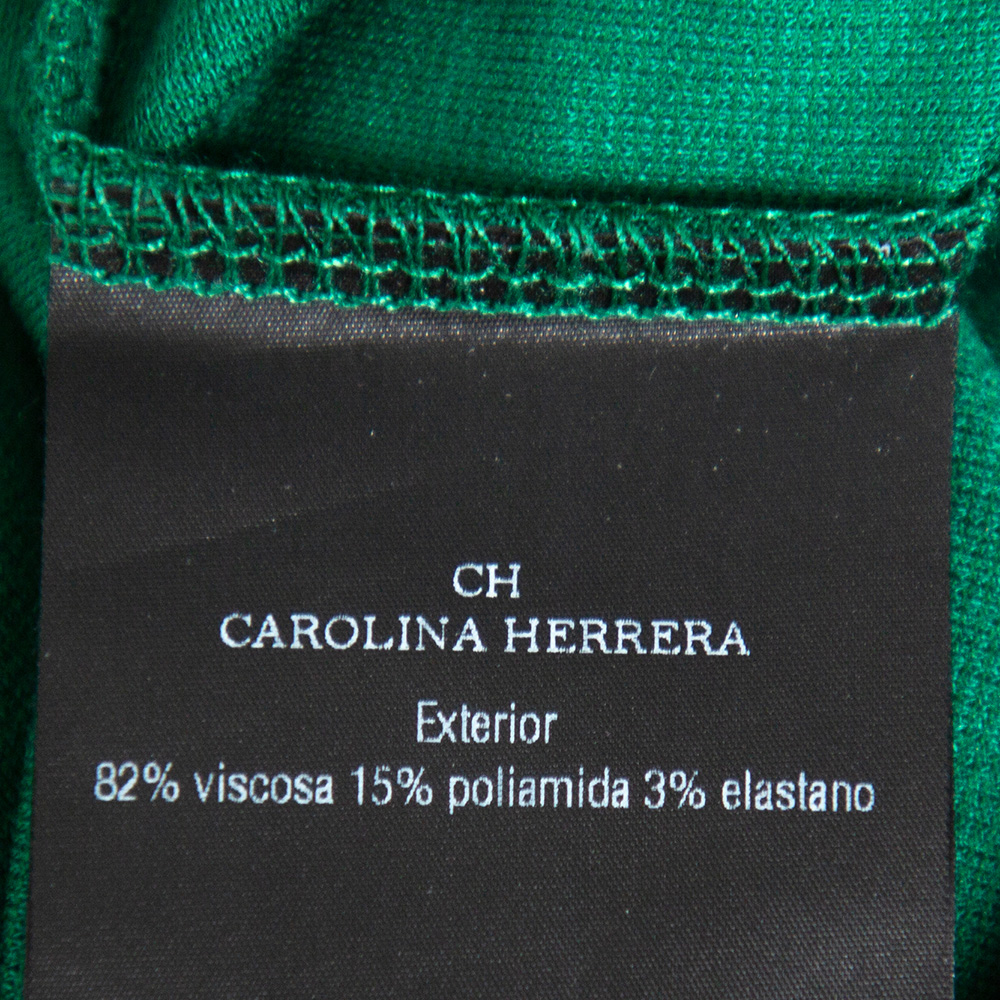 CH
CAROLINA HERRERA
Exterior
82% viscosa 15% poliamida 3% elastano